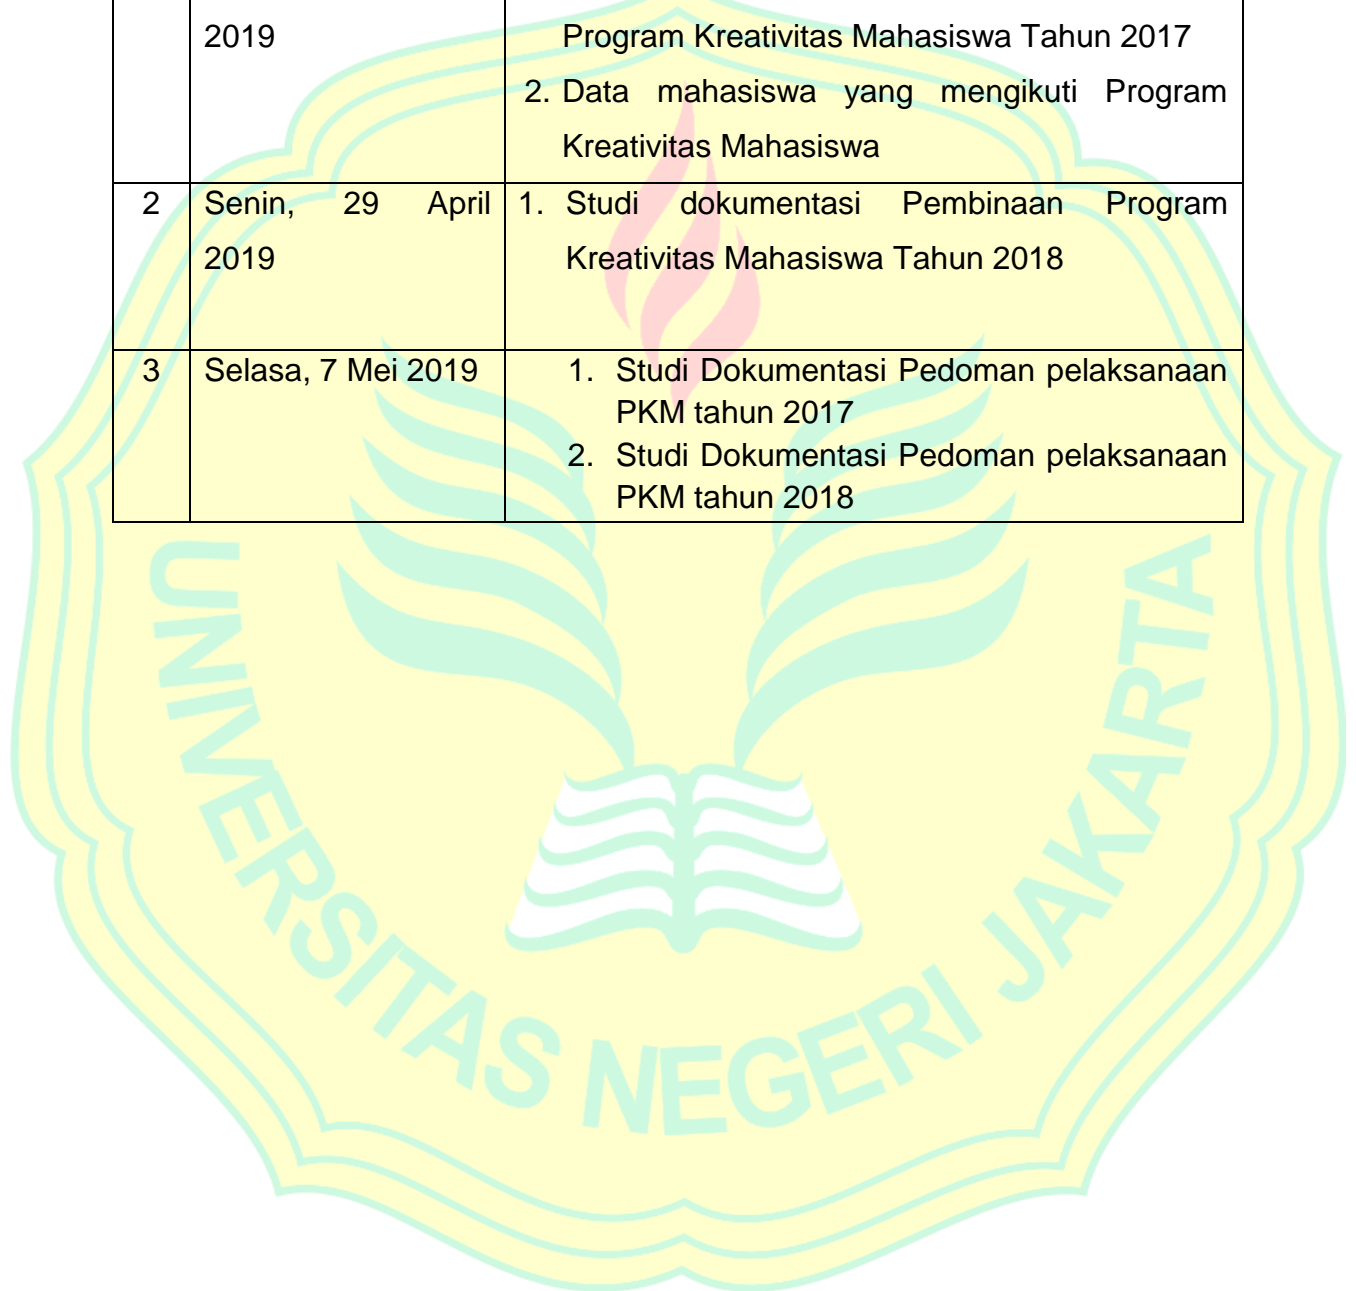 2019
Program Kreativitas Mahasiswa Tahun 2017
2. Data mahasiswa yang mengikuti Program
Kreativitas Mahasiswa
2
Senin, 29 April
2019
1. Studi dokumentasi Pembinaan Program
Kreativitas Mahasiswa Tahun 2018
3
Selasa, 7 Mei 2019
1. Studi Dokumentasi Pedoman pelaksanaan
PKM tahun 2017
2. Studi Dokumentasi Pedoman pelaksanaan
PKM tahun 2018
UNIVERSITAS NEGERI JAKARTA